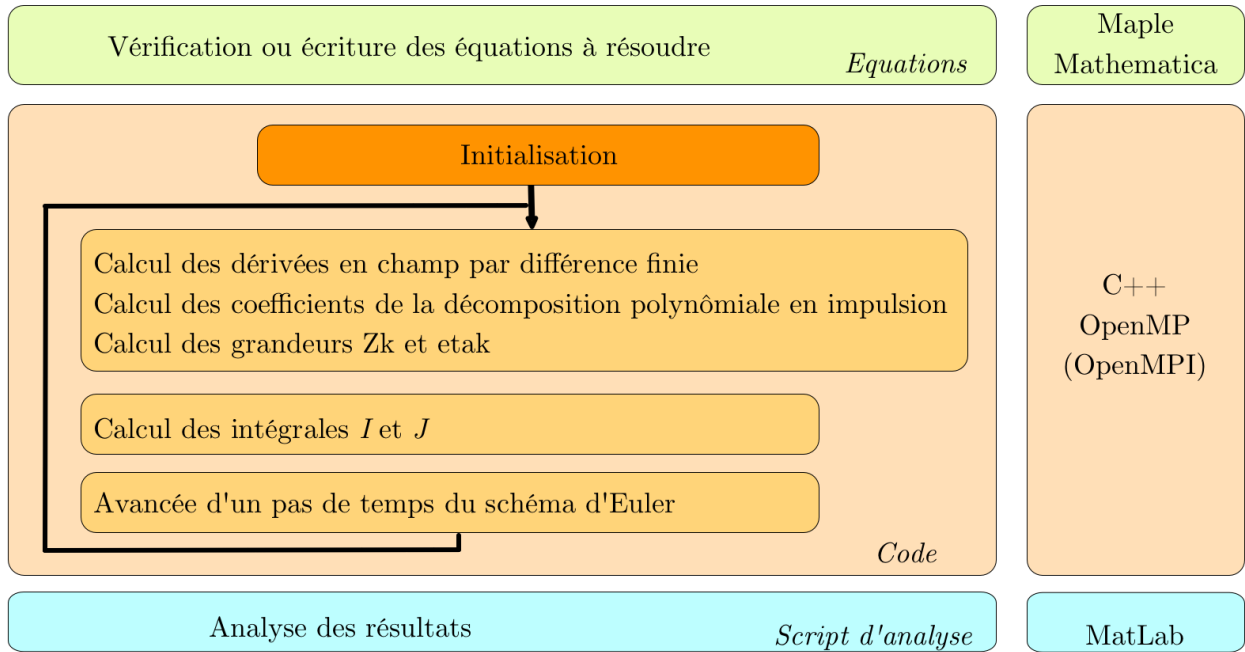 Vérification ou écriture des équations à résoudre
Equations
Maple
Mathematica
Initialisation
Calcul des dérivées en champ par différence finie
Calcul des coefficients de la décomposition polynômiale en impulsion
Calcul des grandeurs Zk et etak
Calcul des intégrales I et J
Avancée d'un pas de temps du schéma d'Euler
Code
C++
OpenMP
(OpenMPI)
Analyse des résultats
Script d'analyse
MatLab